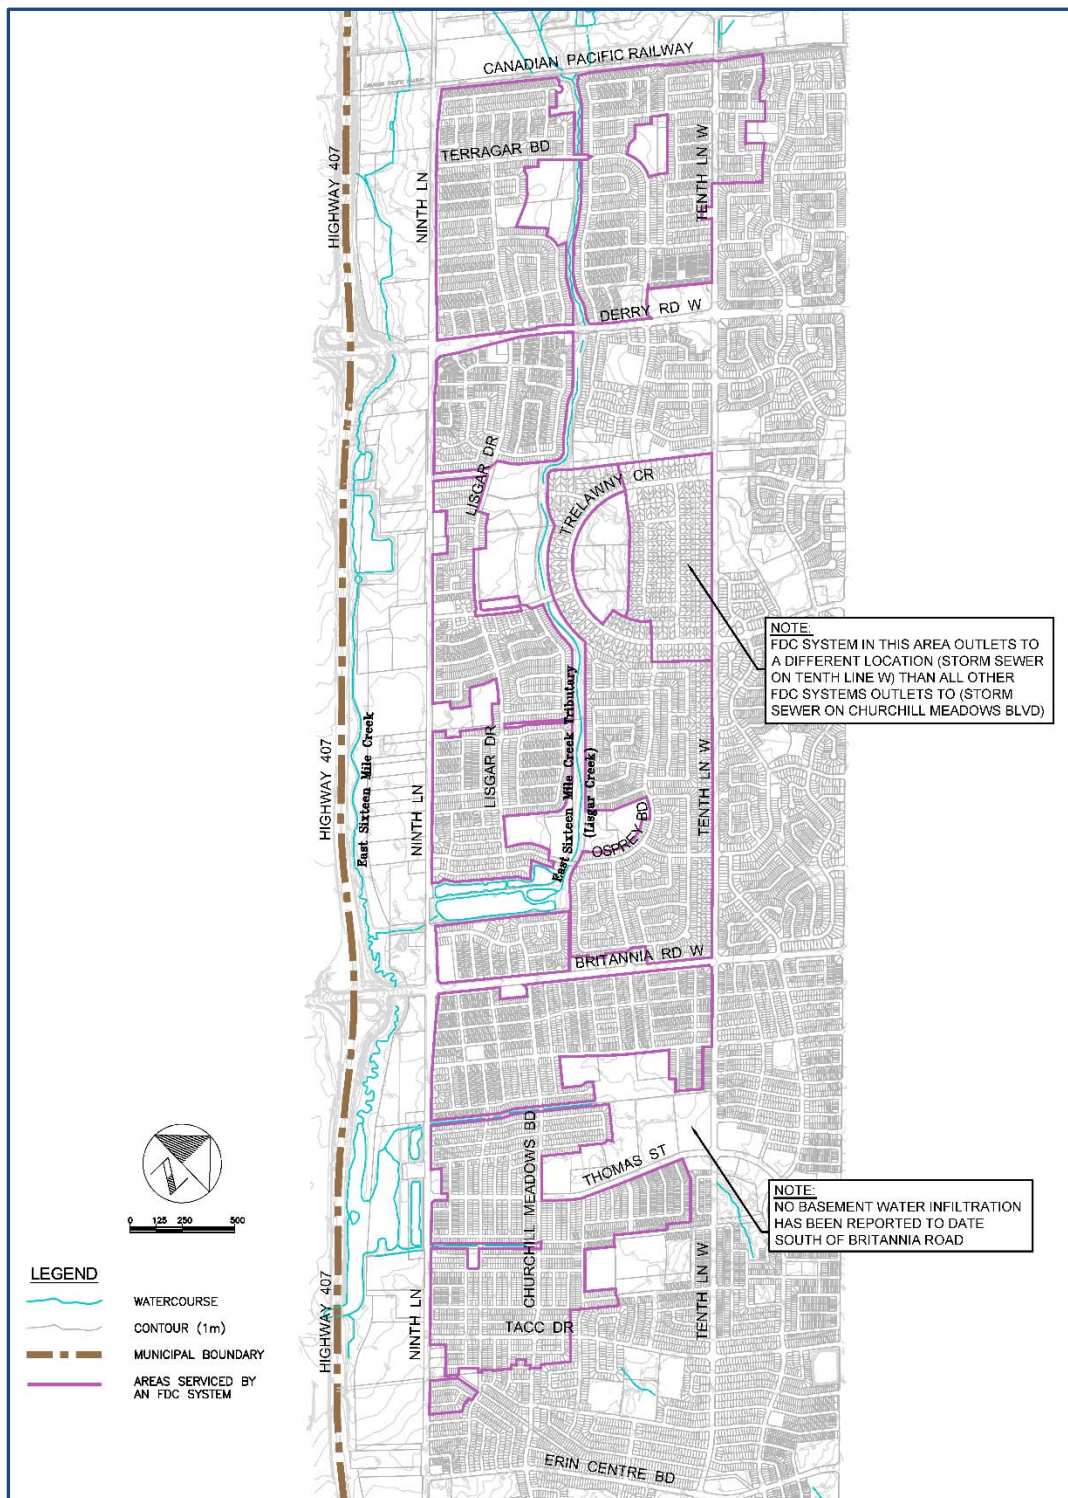 CANADIAN PACIFIC RAILWAY
TERRAGAR BD
HIGHWAY 407
NINTH LN
TENTH LN W
DERRY RD W
LISGAR DR
TRELAWNY CR
NOTE:
FDC SYSTEM IN THIS AREA OUTLETS TO
A DIFFERENT LOCATION (STORM SEWER
ON TENTH LINE W) THAN ALL OTHER
FDC SYSTEMS OUTLETS TO (STORM
SEWER ON CHURCHILL MEADOWS BLVD)
HIGHWAY 407
East Sixteen Mile Creek
NINTH LN
LISGAR DR
East Sixteen Mile Creek Tributary
(Lisgar Creek)
OSPREY BD
TENTH LN W
BRITANNIA RD W
CHURCHILL MEADOWS BD
THOMAS ST
NOTE:
NO BASEMENT WATER INFILTRATION
HAS BEEN REPORTED TO DATE
SOUTH OF BRITANNIA ROAD
0 125 250 500
HIGHWAY 407
NINTH LN
TACC DR
TENTH LN W
ERIN CENTRE BD
LEGEND
WATERCOURSE
CONTOUR (1m)
MUNICIPAL BOUNDARY
AREAS SERVICED BY
AN FDC SYSTEM